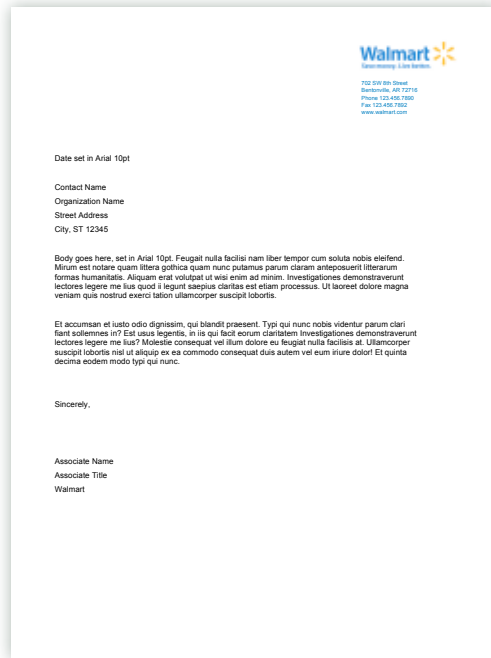 Walmart
Save money. Live better.
702 SW 8th Street
Bentonville, AR 72716
Phone 123.456.7890
Fax 123.456.7892
www.walmart.com
Date set in Arial 10pt
Contact Name
Organization Name
Street Address
City, ST 12345
Body goes here, set in Arial 10pt. Feugait nulla facilisi nam liber tempor cum soluta nobis eleifend.
Mirum est notare quam littera gothica quam nunc putamus parum claram anteposuerit litterarum
formas humanitatis. Aliquam erat volutpat ut wisi enim ad minim. Investigationes demonstraverunt
lectores legere me lius quod ii legunt saepius claritas est etiam processus. Ut laoreet dolore magna
veniam quis nostrud exerci tation ullamcorper suscipit lobortis.
Et accumsan et iusto odio dignissim, qui blandit praesent. Typi qui nunc nobis videntur parum clari
fiant sollemnes in? Est usus legentis, in iis qui facit eorum claritatem Investigationes demonstraverunt
lectores legere me lius? Molestie consequat vel illum dolore eu feugiat nulla facilisis at. Ullamcorper
suscipit lobortis nisl ut aliquip ex ea commodo consequat duis autem vel eum iriure dolor! Et quinta
decima eodem modo typi qui nunc.
Sincerely,
Associate Name
Associate Title
Walmart